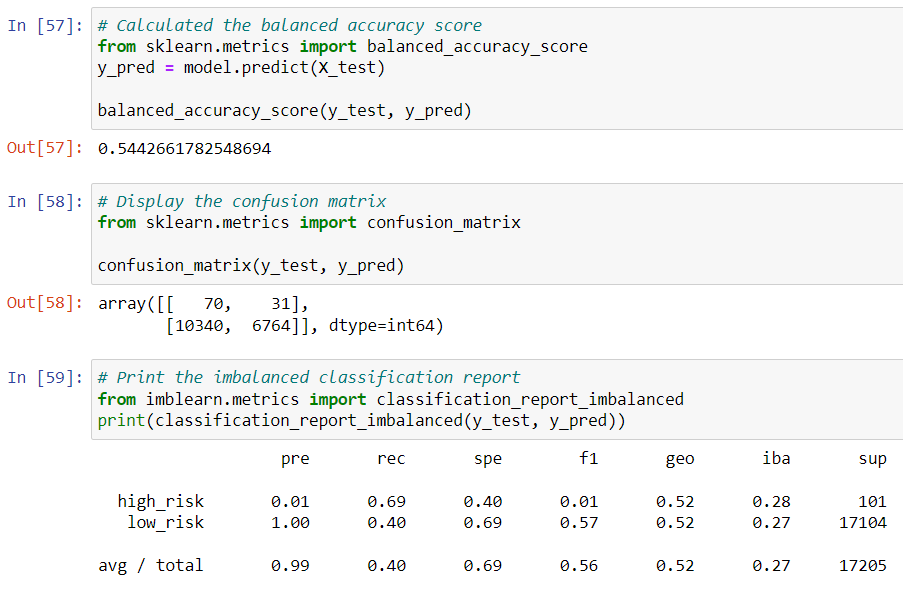 In [57]: # Calculated the balanced accuracy score
from sklearn.metrics import balanced_accuracy_score
y_pred = model.predict(X_test)
balanced_accuracy_score(y_test, y_pred)
Out[57]: 0.5442661782548694
In [58]: # Display the confusion matrix
from sklearn.metrics import confusion_matrix
confusion_matrix(y_test, y_pred)
Out[58]: array([[   70,    31],
       [10340,  6764]], dtype=int64)
In [59]: # Print the imbalanced classification report
from imblearn.metrics import classification_report_imbalanced
print(classification_report_imbalanced(y_test, y_pred))
pre rec spe f1 geo iba sup
high_risk 0.01 0.69 0.40 0.01 0.52 0.28 101
low_risk 1.00 0.40 0.69 0.57 0.52 0.27 17104
avg / total 0.99 0.40 0.69 0.56 0.52 0.27 17205